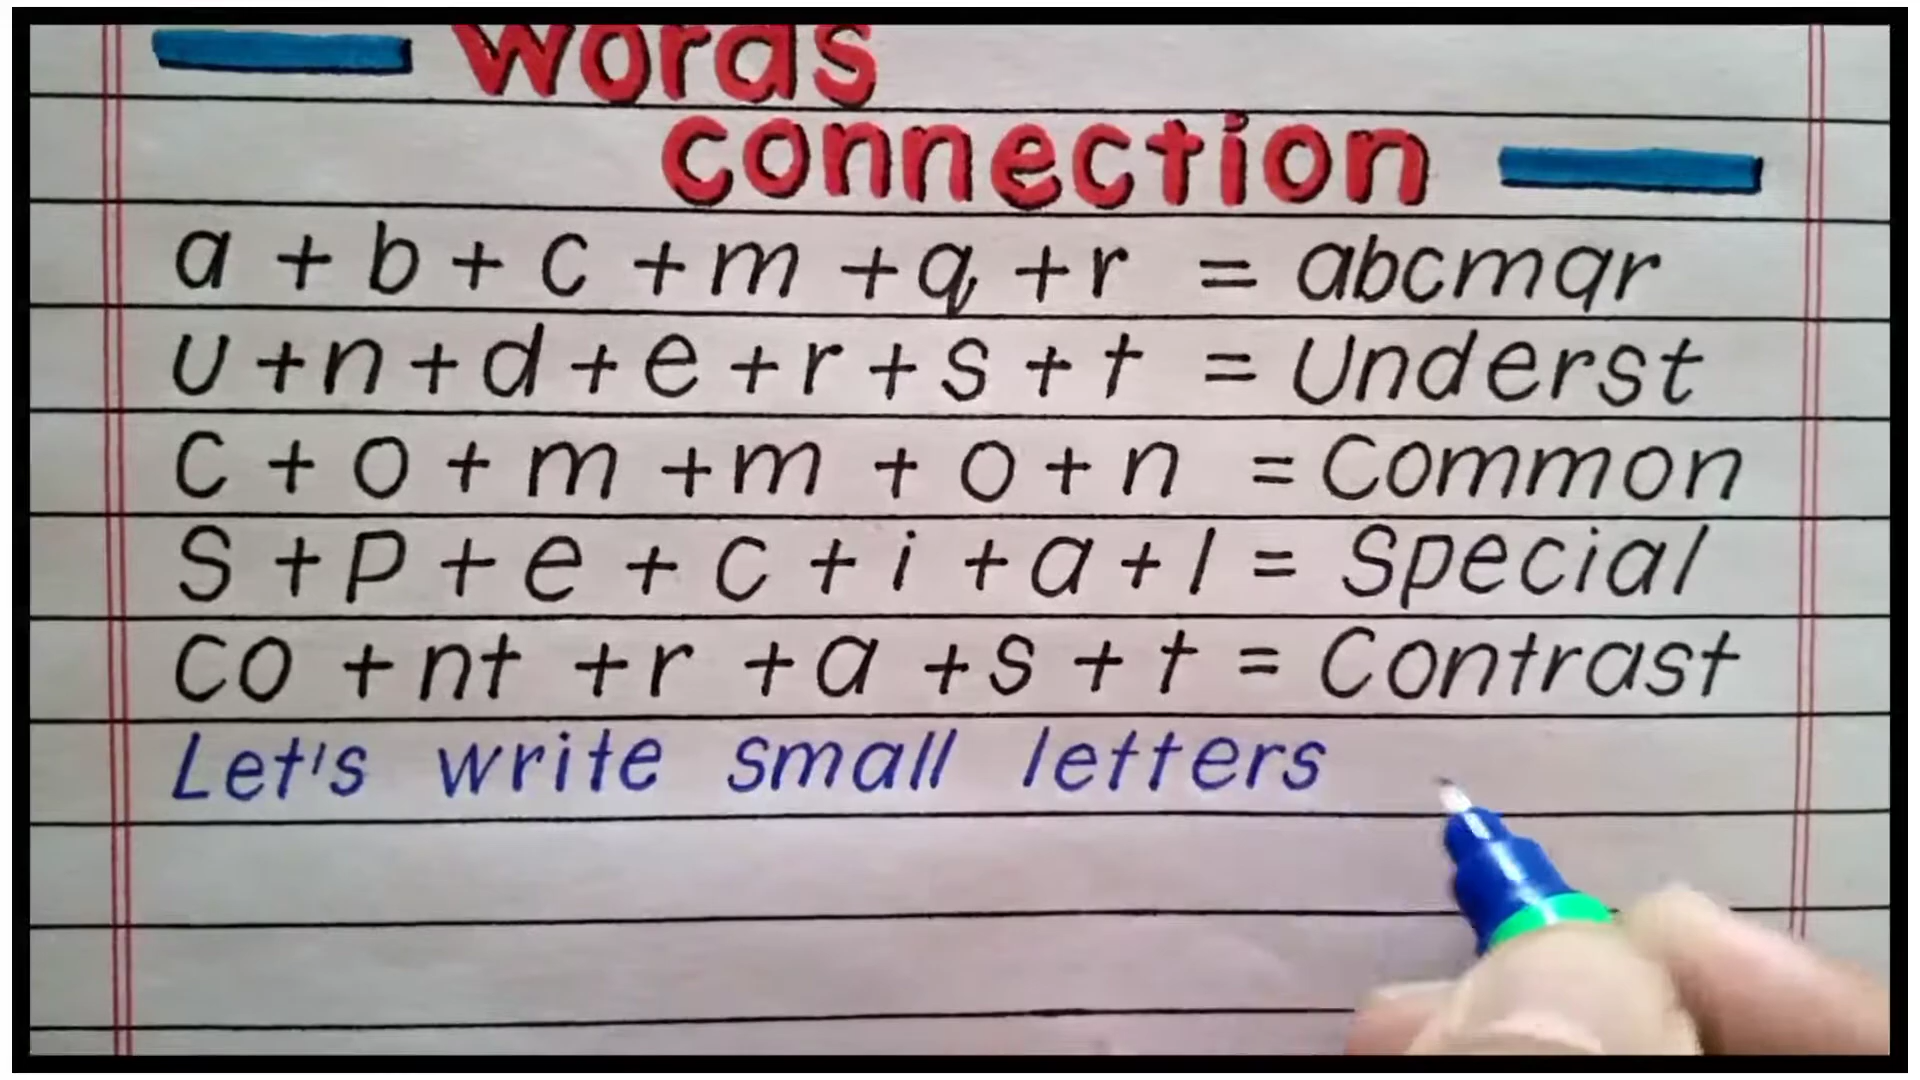 words
connection
a + b + c + m + q + r = abcmqr
u + n + d + e + r + s + t = Underst
c + o + m + m + o + n = Common
S + p + e + c + i + a + l = Special
co + nt + r + a + s + t = Contrast
Let's write small letters